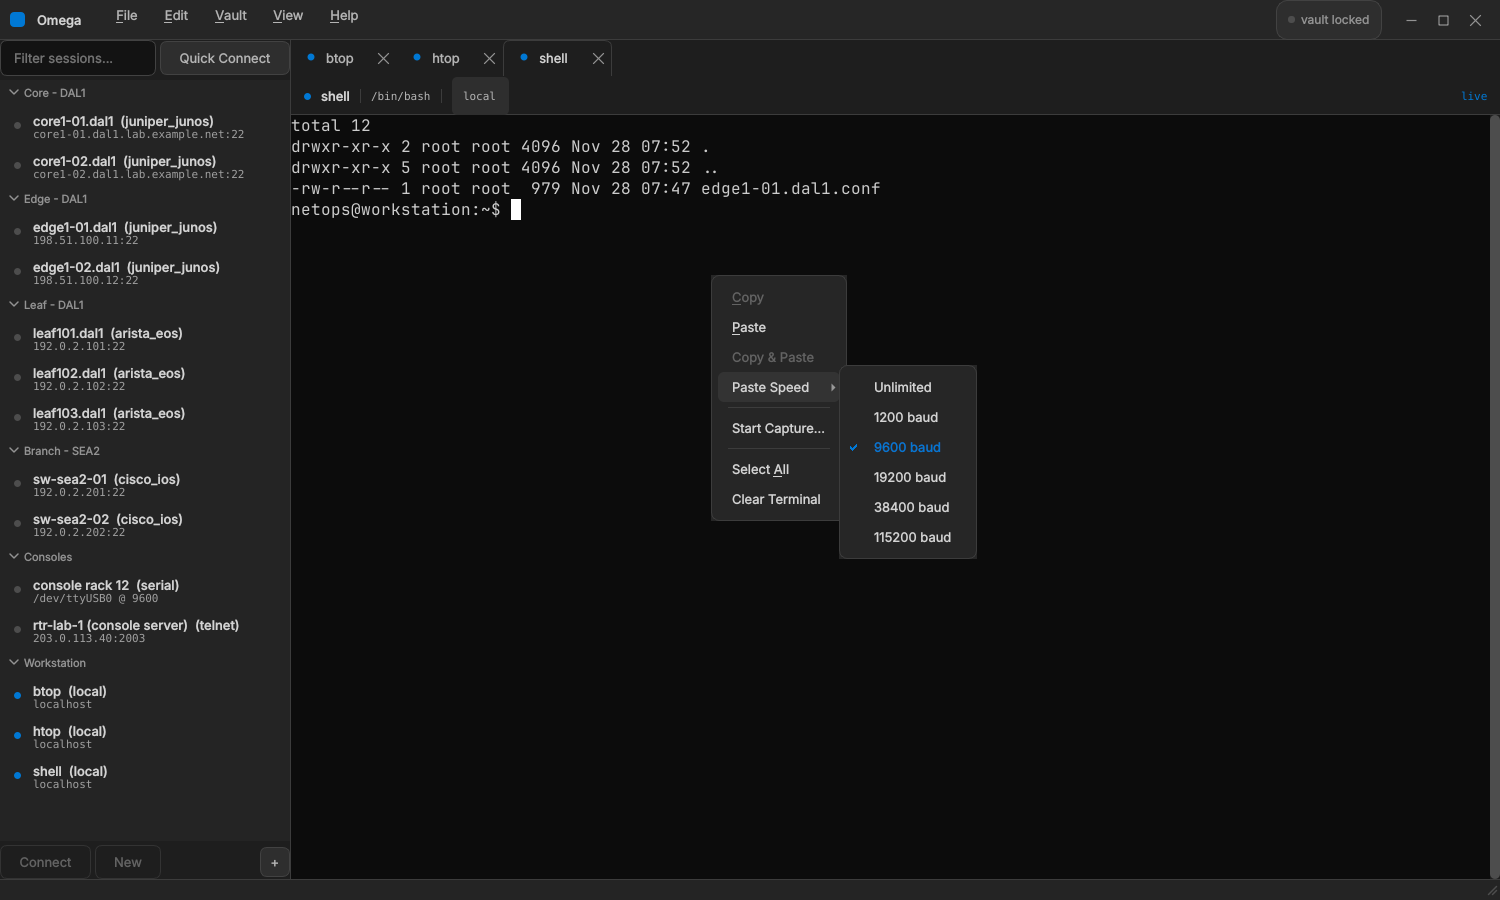 Omega
File Edit Vault View Help
vault locked
Filter sessions...
Quick Connect
btop
htop
shell
shell /bin/bash local
live
Core - DAL1
core1-01.dal1 (juniper_junos)
core1-01.dal1.lab.example.net:22
core1-02.dal1 (juniper_junos)
core1-02.dal1.lab.example.net:22
Edge - DAL1
edge1-01.dal1 (juniper_junos)
198.51.100.11:22
edge1-02.dal1 (juniper_junos)
198.51.100.12:22
Leaf - DAL1
leaf101.dal1 (arista_eos)
192.0.2.101:22
leaf102.dal1 (arista_eos)
192.0.2.102:22
leaf103.dal1 (arista_eos)
192.0.2.103:22
Branch - SEA2
sw-sea2-01 (cisco_ios)
192.0.2.201:22
sw-sea2-02 (cisco_ios)
192.0.2.202:22
Consoles
console rack 12 (serial)
/dev/ttyUSB0 @ 9600
rtr-lab-1 (console server) (telnet)
203.0.113.40:2003
Workstation
btop (local)
localhost
htop (local)
localhost
shell (local)
localhost
Connect
New
+
total 12
drwxr-xr-x 2 root root 4096 Nov 28 07:52 .
drwxr-xr-x 5 root root 4096 Nov 28 07:52 ..
-rw-r--r-- 1 root root  979 Nov 28 07:47 edge1-01.dal1.conf
netops@workstation:~$
Copy
Paste
Copy & Paste
Paste Speed
Start Capture...
Select All
Clear Terminal
Unlimited
1200 baud
9600 baud
19200 baud
38400 baud
115200 baud